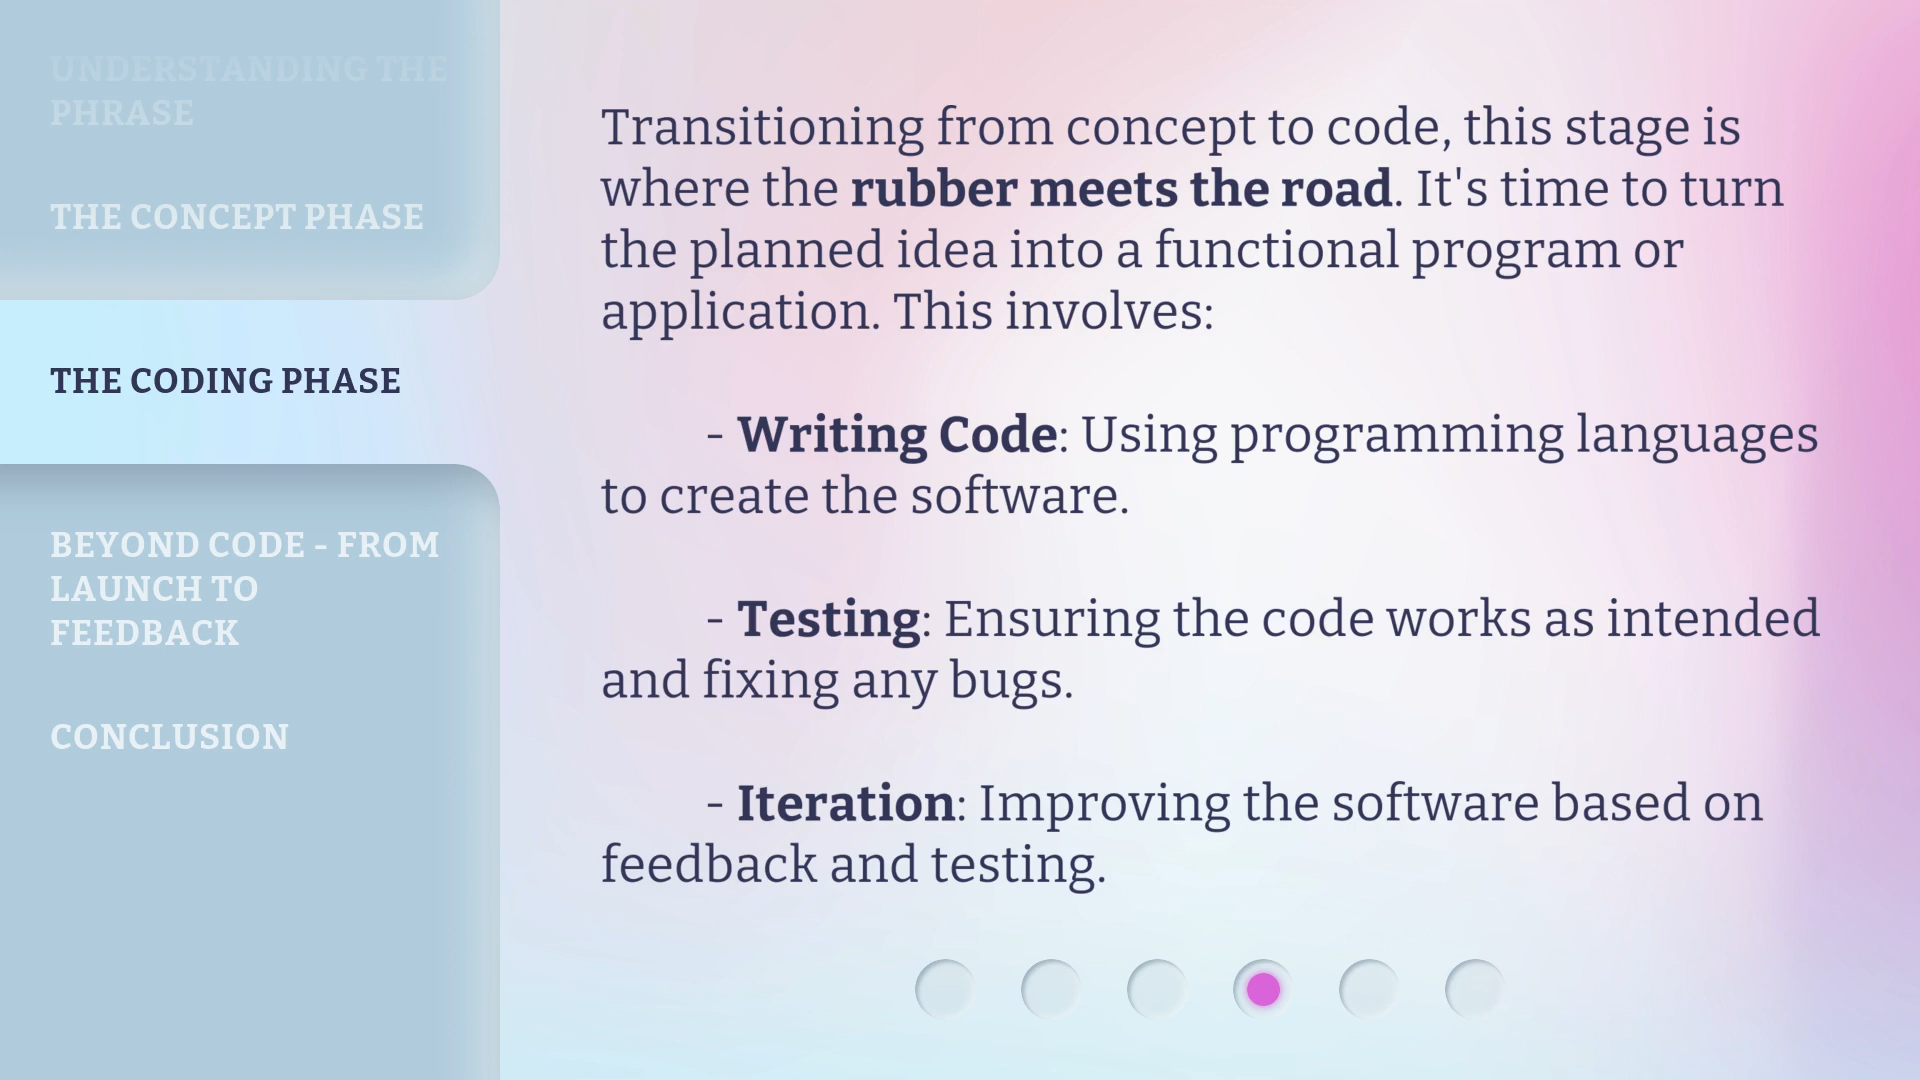 UNDERSTANDING THE
PHRASE
THE CONCEPT PHASE
THE CODING PHASE
BEYOND CODE - FROM
LAUNCH TO
FEEDBACK
CONCLUSION
Transitioning from concept to code, this stage is
where the rubber meets the road. It's time to turn
the planned idea into a functional program or
application. This involves:
- Writing Code: Using programming languages
to create the software.
- Testing: Ensuring the code works as intended
and fixing any bugs.
- Iteration: Improving the software based on
feedback and testing.